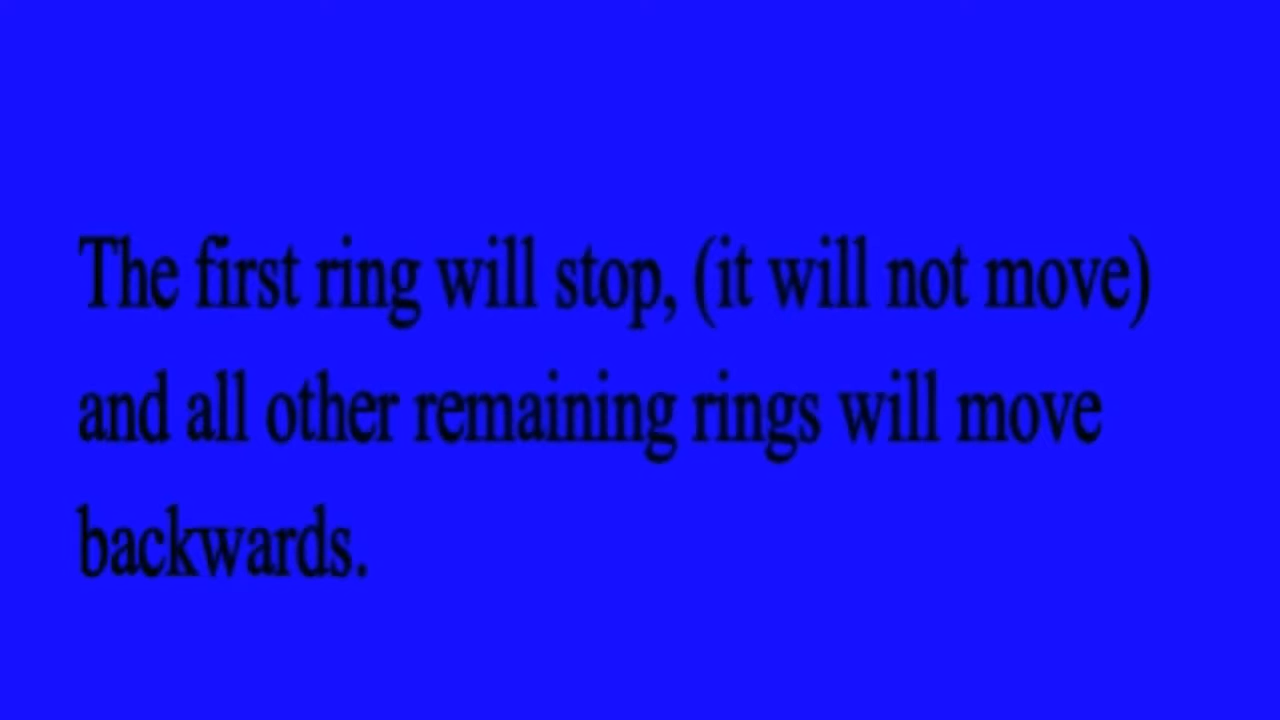 The first ring will stop, (it will not move)
and all other remaining rings will move
backwards.